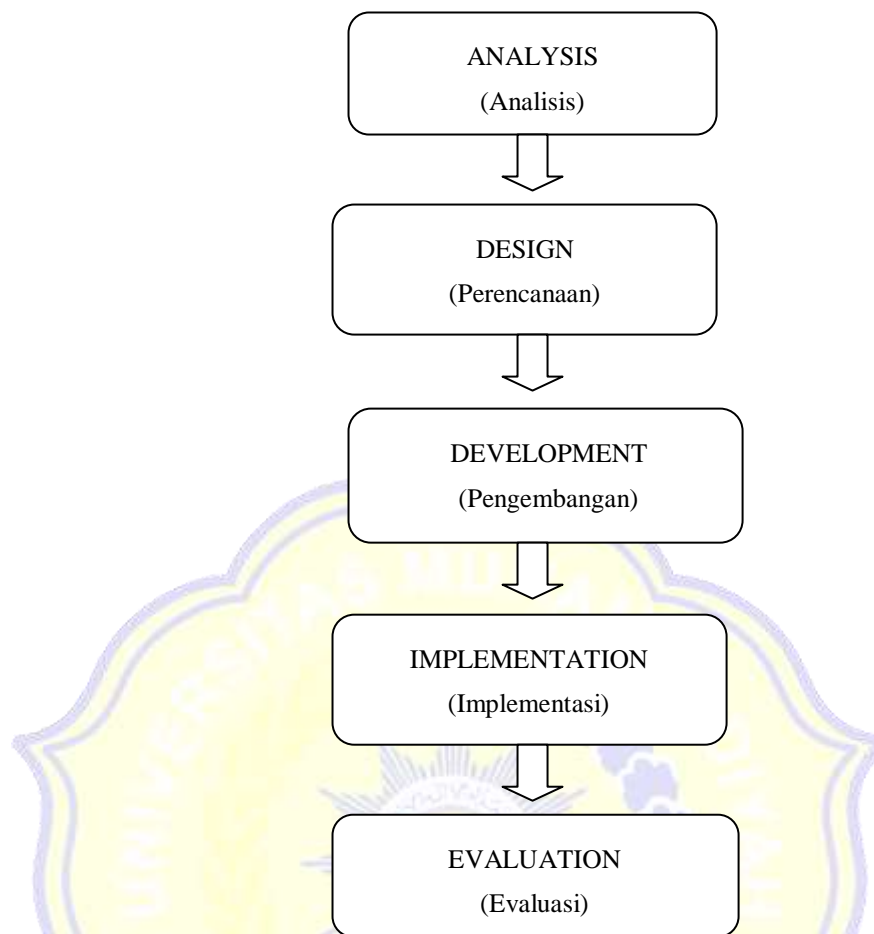 ANALYSIS
(Analisis)
DESIGN
(Perencanaan)
DEVELOPMENT
(Pengembangan)
IMPLEMENTATION
(Implementasi)
EVALUATION
(Evaluasi)